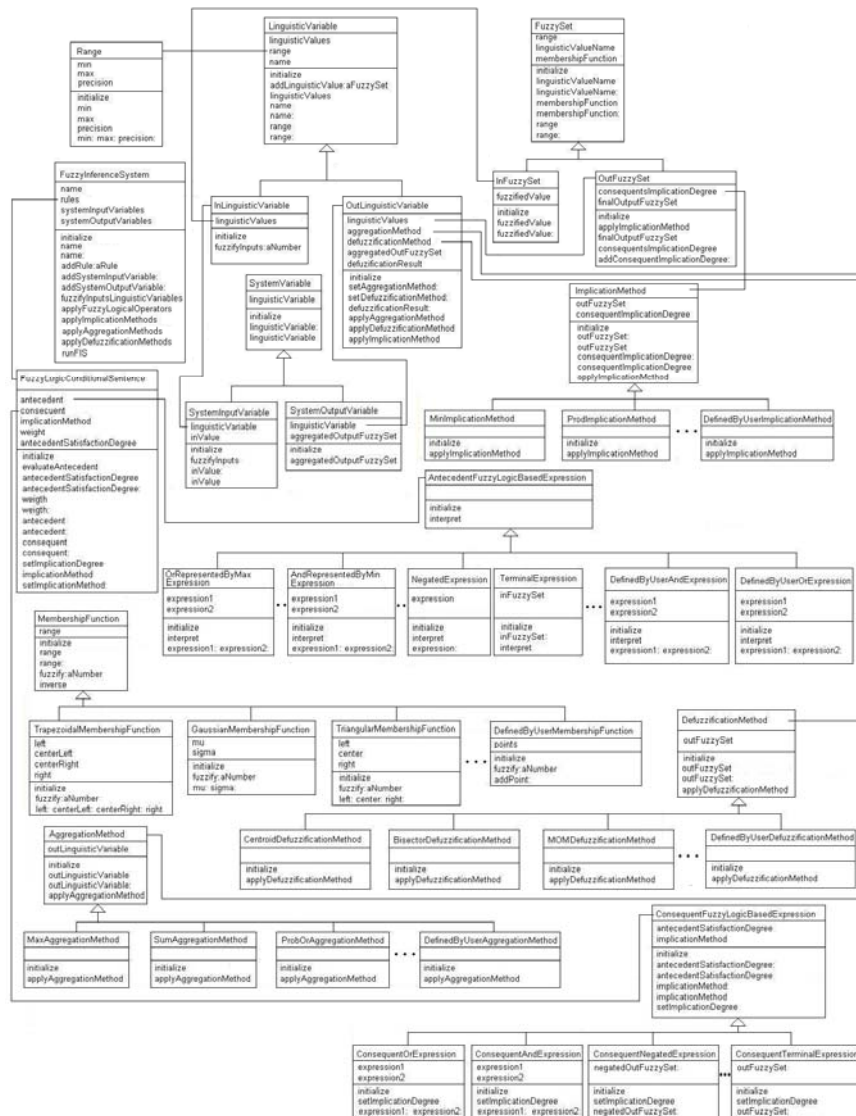 LinguisticVariable
linguisticValues
range
name
initialize
addLinguisticValue:aFuzzySet
linguisticValues
name
name:
range
range:
Range
min
max
precision
initialize
min
max
precision
min: max: precision:
FuzzySet
range
linguisticValueName
membershipFunction
initialize
linguisticValueName
linguisticValueName:
membershipFunction
membershipFunction:
range
range:
FuzzyInferenceSystem
name
rules
systemInputVariables
systemOutputVariables
initialize
name
name:
addRule:aRule
addSystemInputVariable:
addSystemOutputVariable:
fuzzifyInputsLinguisticVariables
applyFuzzyLogicalOperators
applyImplicationMethods
applyAggregationMethods
applyDefuzzificationMethods
runFIS
InLinguisticVariable
linguisticValues
initialize
fuzzifyInputs:aNumber
OutLinguisticVariable
linguisticValues
aggregationMethod
defuzzificationMethod
aggregatedOutFuzzySet
defuzificationResult
initialize
setAggregationMethod:
setDefuzzificationMethod:
defuzzificationResult:
applyAggregationMethod
applyDefuzzificationMethod
applyImplicationMethod
InFuzzySet
fuzzifiedValue
initialize
fuzzifiedValue
fuzzifiedValue:
OutFuzzySet
consequentsImplicationDegree
finalOutputFuzzySet
initialize
applyImplicationMethod
finalOutputFuzzySet
consequentsImplicationDegree
addConsequentImplicationDegree:
SystemVariable
linguisticVariable
initialize
linguisticVariable:
linguisticVariable
ImplicationMethod
outFuzzySet
consequentImplicationDegree
initialize
outFuzzySet:
outFuzzySet
consequentImplicationDegree:
consequentImplicationDegree
applyImplicationMethod
FuzzyLogicConditionalSentence
antecedent
consecuent
implicationMethod
weight
antecedentSatisfactionDegree
initialize
evaluateAntecedent
antecedentSatisfactionDegree
antecedentSatisfactionDegree:
weigth
weigth:
antecedent
antecedent:
consequent
consequent:
setImplicationDegree
implicationMethod
setImplicationMethod:
SystemInputVariable
linguisticVariable
inValue
initialize
fuzzifyInputs
inValue:
inValue
SystemOutputVariable
linguisticVariable
aggregatedOutputFuzzySet
initialize
aggregatedOutputFuzzySet
MinImplicationMethod
initialize
applyImplicationMethod
ProdImplicationMethod
initialize
applyImplicationMethod
...
DefinedByUserImplicationMethod
initialize
applyImplicationMethod
AntecedentFuzzyLogicBasedExpression
initialize
interpret
OrRepresentedByMax
Expression
expression1
expression2
initialize
interpret
expression1: expression2:
AndRepresentedByMin
Expression
expression1
expression2
initialize
interpret
expression1: expression2:
NegatedExpression
expression
initialize
interpret
expression:
TerminalExpression
inFuzzySet
initialize
inFuzzySet:
interpret
...
DefinedByUserAndExpression
expression1
expression2
initialize
interpret
expression1: expression2:
DefinedByUserOrExpression
expression1
expression2
initialize
interpret
expression1: expression2:
MembershipFunction
range
initialize
range
range:
fuzzify:aNumber
inverse
TrapezoidalMembershipFunction
left
centerLeft
centerRight
right
initialize
fuzzify:aNumber
left: centerLeft: centerRight: right
GaussianMembershipFunction
mu
sigma
initialize
fuzzify:aNumber
mu: sigma:
TriangularMembershipFunction
left
center
right
initialize
fuzzify:aNumber
left: center: right:
...
DefinedByUserMembershipFunction
points
initialize
fuzzify:aNumber
addPoint:
DefuzzificationMethod
outFuzzySet
initialize
outFuzzySet
outFuzzySet:
applyDefuzzificationMethod
AggregationMethod
outLinguisticVariable
initialize
outLinguisticVariable
outLinguisticVariable:
applyAggregationMethod
CentroidDefuzzificationMethod
initialize
applyDefuzzificationMethod
BisectorDefuzzificationMethod
initialize
applyDefuzzificationMethod
MOMDefuzzificationMethod
initialize
applyDefuzzificationMethod
...
DefinedByUserDefuzzificationMethod
initialize
applyDefuzzificationMethod
MaxAggregationMethod
initialize
applyAggregationMethod
SumAggregationMethod
initialize
applyAggregationMethod
ProbOrAggregationMethod
initialize
applyAggregationMethod
...
DefinedByUserAggregationMethod
initialize
applyAggregationMethod
ConsequentFuzzyLogicBasedExpression
antecedentSatisfactionDegree
implicationMethod
initialize
antecedentSatisfactionDegree:
antecedentSatisfactionDegree
implicationMethod:
implicationMethod
setImplicationDegree
ConsequentOrExpression
expression1
expression2
initialize
setImplicationDegree
expression1: expression2
ConsequentAndExpression
expression1
expression2
initialize
setImplicationDegree
expression1: expression2
ConsequentNegatedExpression
negatedOutFuzzySet:
initialize
setImplicationDegree
negatedOutFuzzySet:
...
ConsequentTerminalExpression
outFuzzySet
initialize
setImplicationDegree
outFuzzySet: